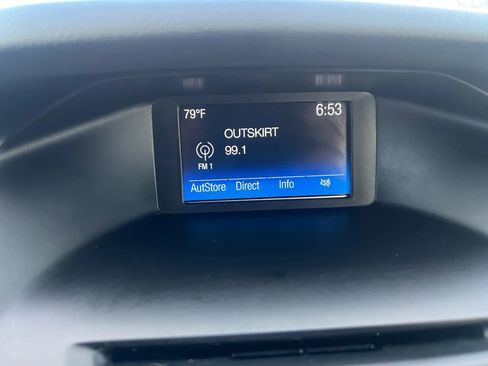 79°F 6:53
OUTSKIRT
99.1
FM 1
AutStore Direct Info